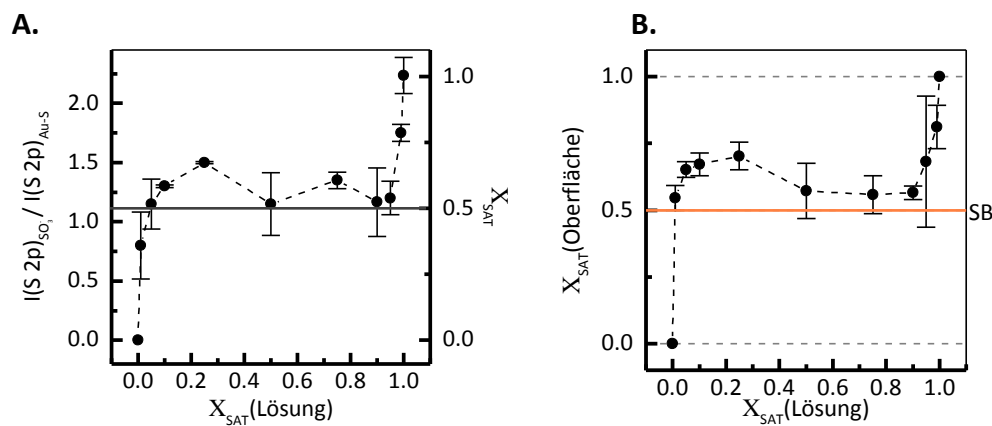 A.
B.
I(S 2p)SO₃⁻ / I(S 2p)Au-S
2.0
1.5
1.0
0.5
0.0
1.0
0.5
0.0
XSAT
0.0 0.2 0.4 0.6 0.8 1.0
XSAT(Lösung)
XSAT(Oberfläche)
1.0
0.5
0.0
SB
0.0 0.2 0.4 0.6 0.8 1.0
XSAT(Lösung)